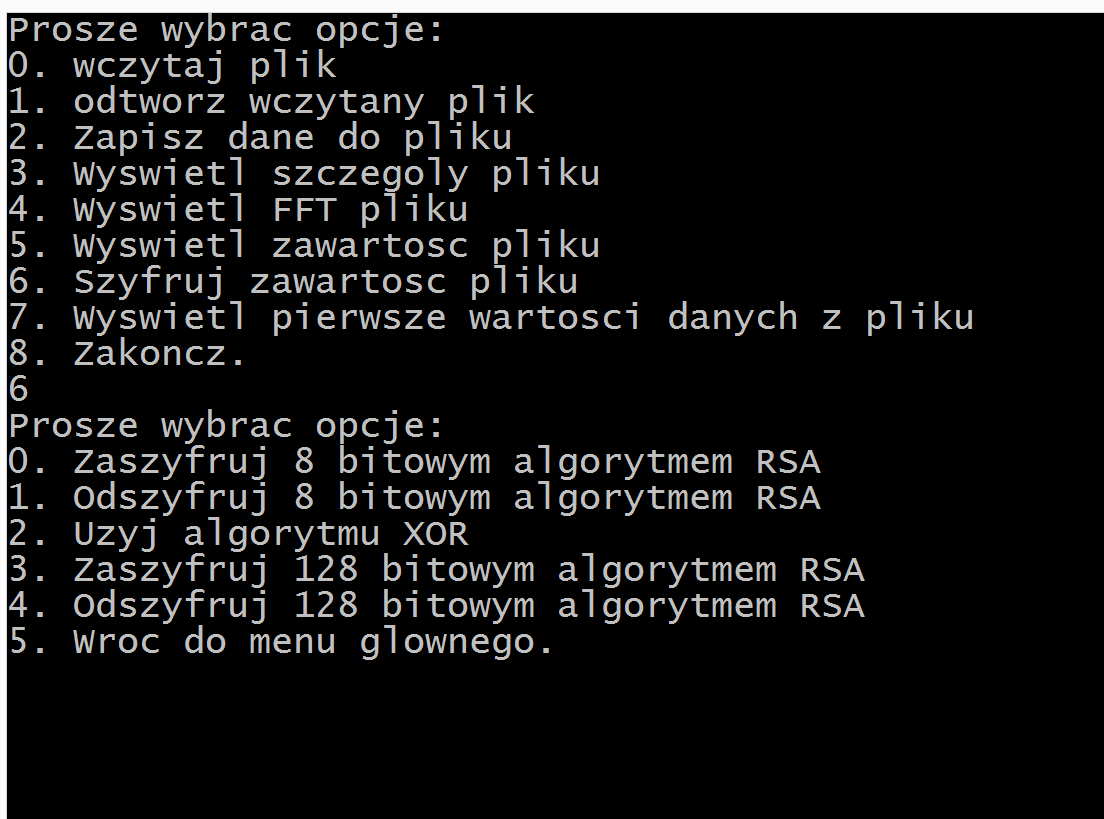 Prosze wybrac opcje:
0. wczytaj plik
1. odtworz wczytany plik
2. Zapisz dane do pliku
3. Wyswietl szczegoly pliku
4. Wyswietl FFT pliku
5. Wyswietl zawartosc pliku
6. Szyfruj zawartosc pliku
7. Wyswietl pierwsze wartosci danych z pliku
8. Zakoncz.
6
Prosze wybrac opcje:
0. Zaszyfruj 8 bitowym algorytmem RSA
1. Odszyfruj 8 bitowym algorytmem RSA
2. Uzyj algorytmu XOR
3. Zaszyfruj 128 bitowym algorytmem RSA
4. Odszyfruj 128 bitowym algorytmem RSA
5. Wroc do menu glownego.